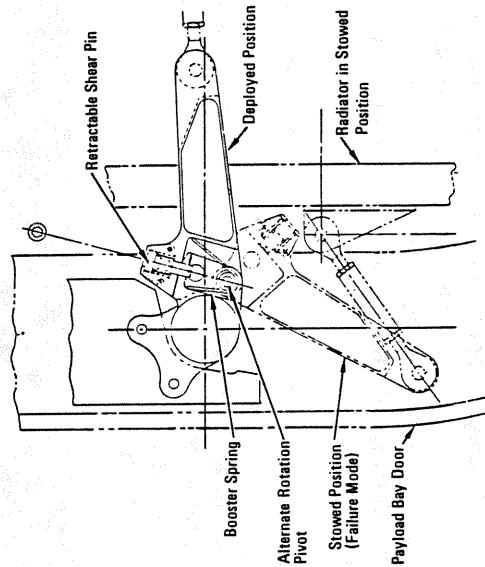 Retractable Shear Pin
Deployed Position
Radiator in Stowed
Position
Booster Spring
Alternate Rotation
Pivot
Stowed Position
(Failure Mode)
Payload Bay Door